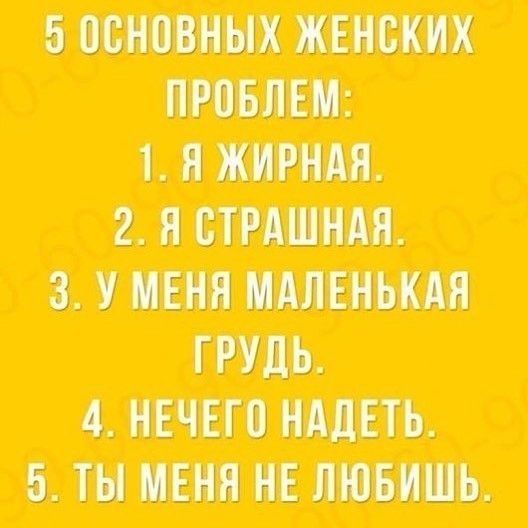 5 ОСНОВНЫХ ЖЕНСКИХ
ПРОБЛЕМ:
1. Я ЖИРНАЯ.
2. Я СТРАШНАЯ.
3. У МЕНЯ МАЛЕНЬКАЯ
ГРУДЬ.
4. НЕЧЕГО НАДЕТЬ.
5. ТЫ МЕНЯ НЕ ЛЮБИШЬ.